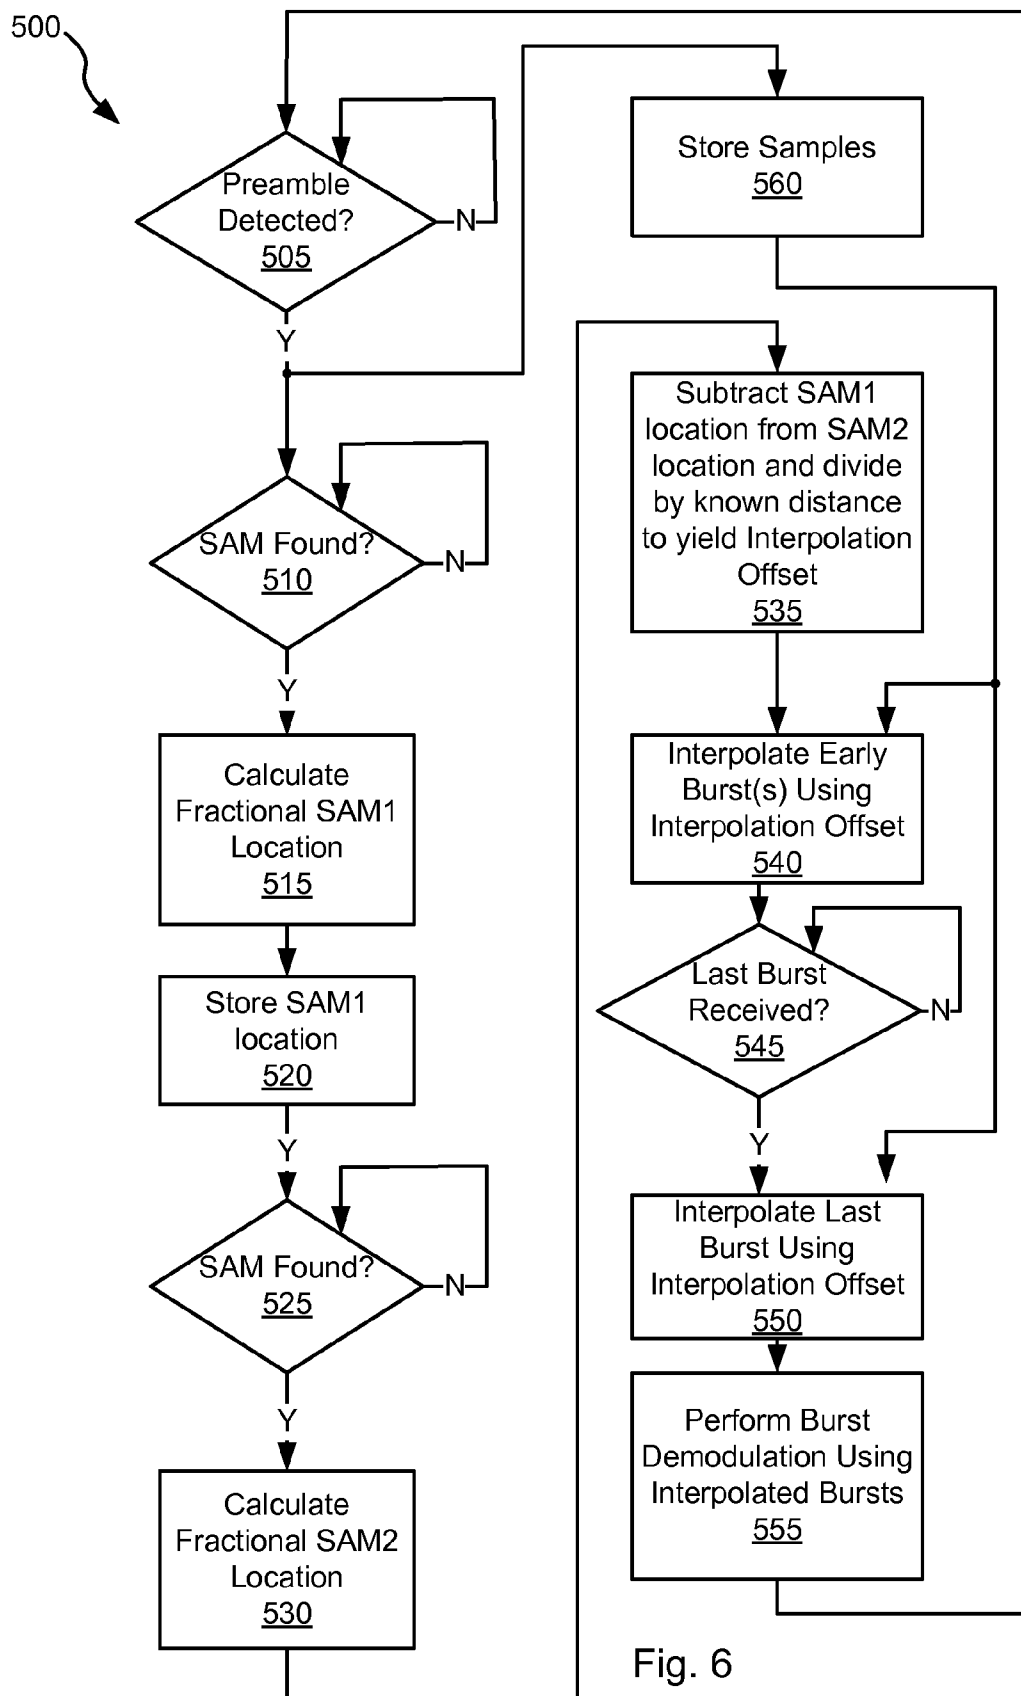 500
Preamble
Detected?
505
N
Y
SAM Found?
510
N
Y
Calculate
Fractional SAM1
Location
515
Store SAM1
location
520
Y
SAM Found?
525
N
Y
Calculate
Fractional SAM2
Location
530
Store Samples
560
Subtract SAM1
location from SAM2
location and divide
by known distance
to yield Interpolation
Offset
535
Interpolate Early
Burst(s) Using
Interpolation Offset
540
Last Burst
Received?
545
N
Y
Interpolate Last
Burst Using
Interpolation Offset
550
Perform Burst
Demodulation Using
Interpolated Bursts
555
Fig. 6